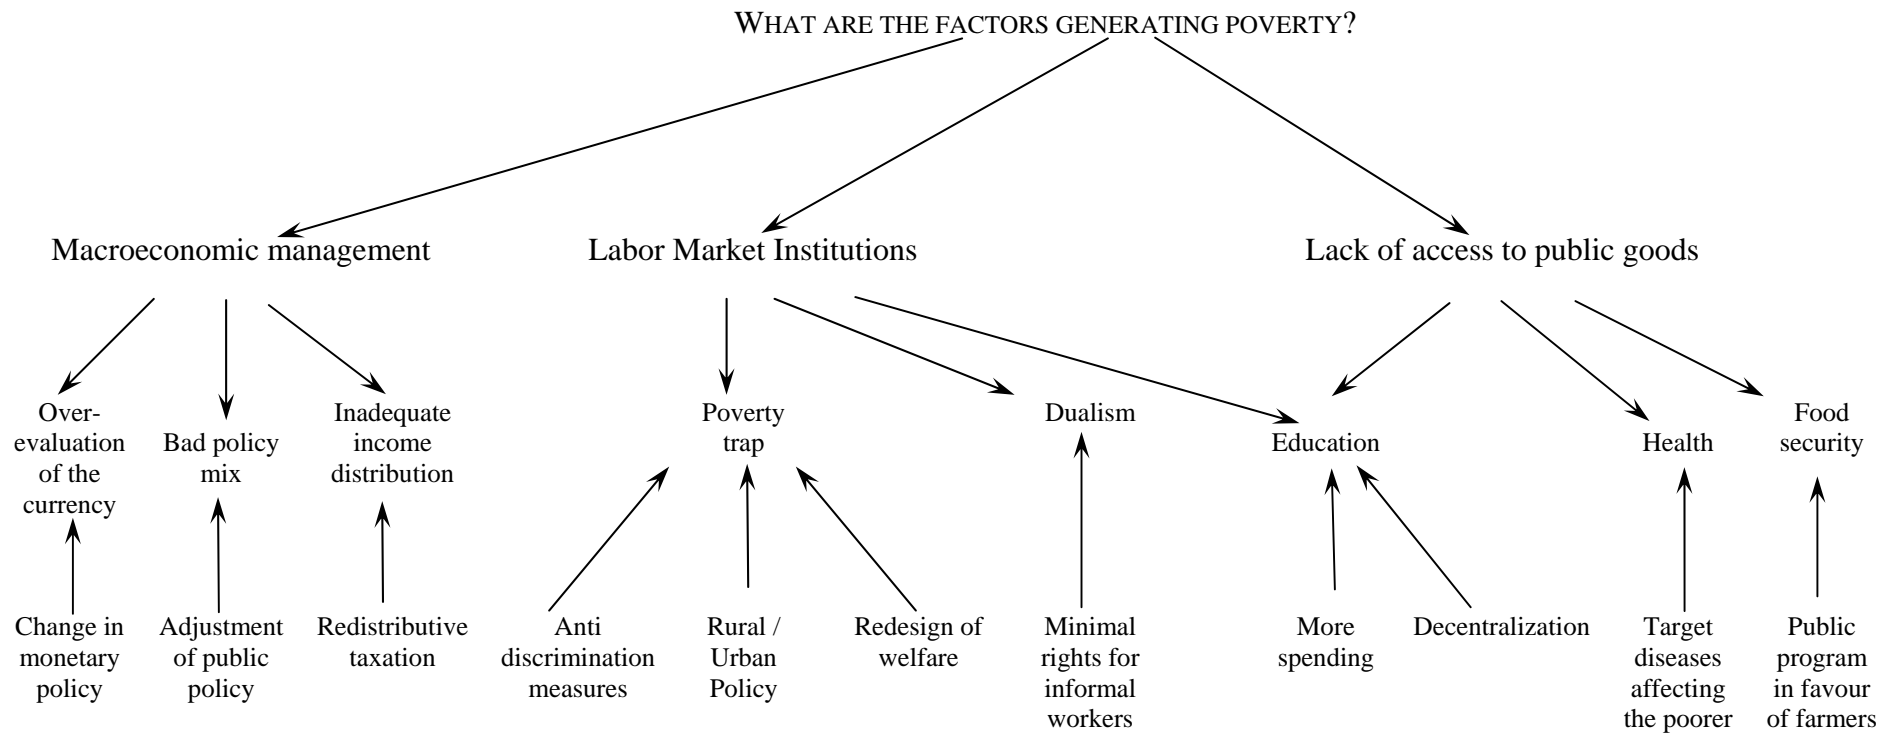 WHAT ARE THE FACTORS GENERATING POVERTY?
Macroeconomic management
Labor Market Institutions
Lack of access to public goods
Over-
evaluation
of the
currency
Bad policy
mix
Inadequate
income
distribution
Poverty
trap
Dualism
Education
Health
Food
security
Change in
monetary
policy
Adjustment
of public
policy
Redistributive
taxation
Anti
discrimination
measures
Rural /
Urban
Policy
Redesign of
welfare
Minimal
rights for
informal
workers
More
spending
Decentralization
Target
diseases
affecting
the poorer
Public
program
in favour
of farmers